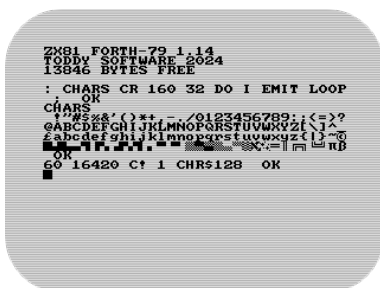 ZX81 FORTH-79 1.14
TODDY SOFTWARE 2024
13846 BYTES FREE
: CHARS CR 160 32 DO I EMIT LOOP
;  OK
CHARS
 !"#$%&'()*+,-./0123456789:;<=>?
@ABCDEFGHIJKLMNOPQRSTUVWXYZ[\]^_
£abcdefghijklmnopqrstuvwxyz{|}~©
OK
60 16420 C! 1 CHR$128  OK